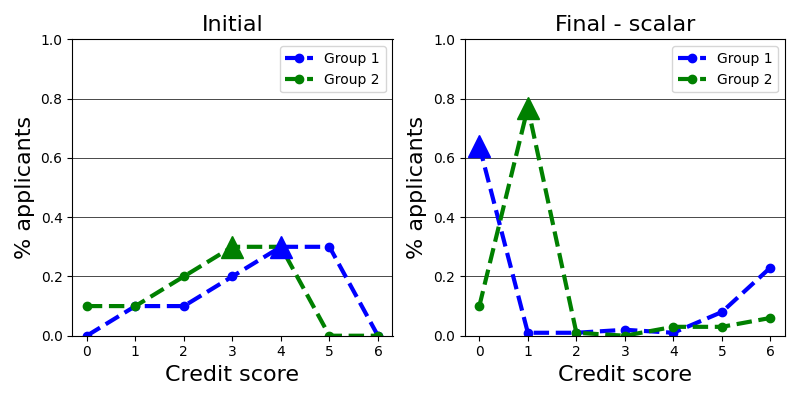 Initial
1.0
0.8
0.6
0.4
0.2
0.0
% applicants
0 1 2 3 4 5 6
Credit score
Group 1
Group 2
Final - scalar
1.0
0.8
0.6
0.4
0.2
0.0
% applicants
0 1 2 3 4 5 6
Credit score
Group 1
Group 2